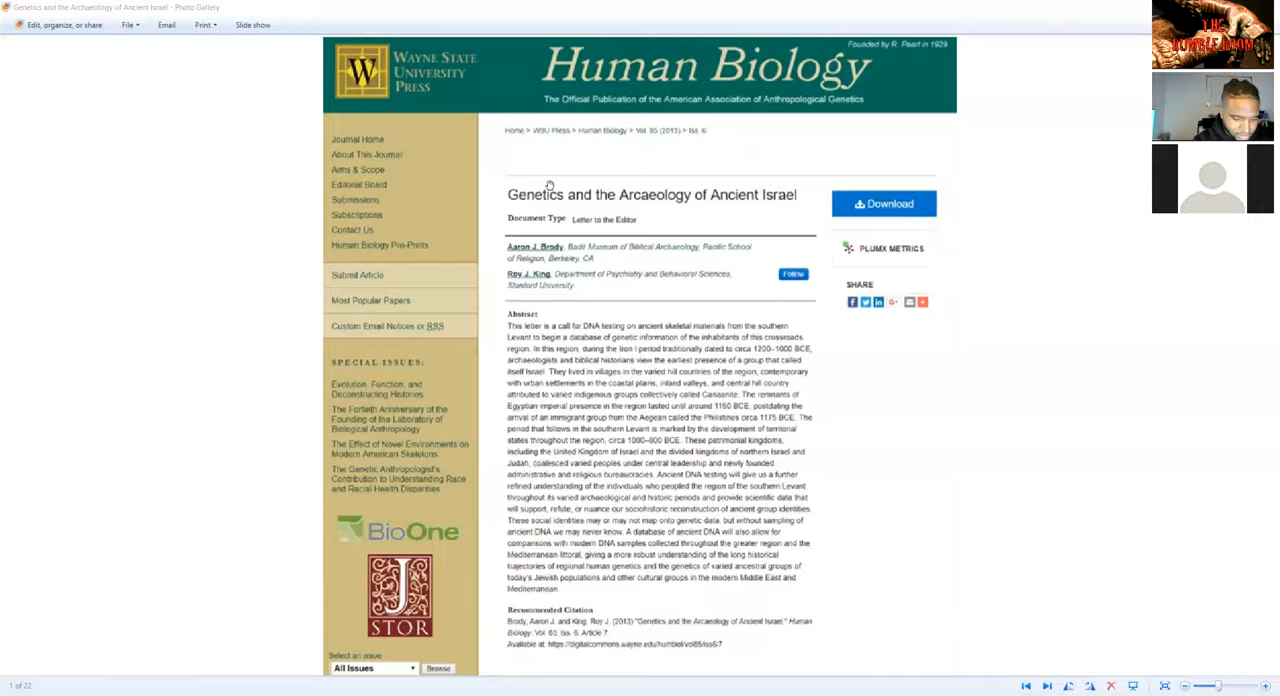 Genetics and the Archaeology of Ancient Israel - Photo Gallery
Edit, organize, or share File Email Print Slide show
THE
RUMBLE ROOM
WAYNE STATE
UNIVERSITY
PRESS
Founded by R. Pearl in 1929
Human Biology
The Official Publication of the American Association of Anthropological Genetics
Home > WSU Press > Human Biology > Vol. 85 (2013) > Iss. 6
Journal Home
About This Journal
Aims & Scope
Editorial Board
Submissions
Subscriptions
Contact Us
Human Biology Pre-Prints
Submit Article
Most Popular Papers
Custom Email Notices or RSS
SPECIAL ISSUES:
Evolution, Function, and
Deconstructing Histories
The Fortieth Anniversary of the
Founding of the Laboratory of
Biological Anthropology
The Effect of Novel Environments on
Modern American Skeletons
The Genetic Anthropologist's
Contribution to Understanding Race
and Racial Health Disparities
BioOne
J
JSTOR
Select an issue
All Issues Browse
Genetics and the Arcaeology of Ancient Israel
Document Type Letter to the Editor
Aaron J. Brody, Badè Museum of Biblical Archaeology, Pacific School
of Religion, Berkeley, CA
Roy J. King, Department of Psychiatry and Behavioral Sciences,
Stanford University
Follow
Abstract
This letter is a call for DNA testing on ancient skeletal materials from the southern
Levant to begin a database of genetic information of the inhabitants of this crossroads
region. In this region, during the Iron I period traditionally dated to circa 1200–1000 BCE,
archaeologists and biblical historians view the earliest presence of a group that called
itself Israel. They lived in villages in the varied hill countries of the region, contemporary
with urban settlements in the coastal plains, inland valleys, and central hill country
attributed to varied indigenous groups collectively called Canaanite. The remnants of
Egyptian imperial presence in the region lasted until around 1150 BCE, postdating the
arrival of an immigrant group from the Aegean called the Philistines circa 1175 BCE. The
period that follows in the southern Levant is marked by the development of territorial
states throughout the region, circa 1000–800 BCE. These patrimonial kingdoms,
including the United Kingdom of Israel and the divided kingdoms of northern Israel and
Judah, coalesced varied peoples under central leadership and newly founded
administrative and religious bureaucracies. Ancient DNA testing will give us a further
refined understanding of the individuals who peopled the region of the southern Levant
throughout its varied archaeological and historic periods and provide scientific data that
will support, refute, or nuance our sociohistoric reconstruction of ancient group identities.
These social identities may or may not map onto genetic data, but without sampling of
ancient DNA we may never know. A database of ancient DNA will also allow for
comparisons with modern DNA samples collected throughout the greater region and the
Mediterranean littoral, giving a more robust understanding of the long historical
trajectories of regional human genetics and the genetics of varied ancestral groups of
today's Jewish populations and other cultural groups in the modern Middle East and
Mediterranean.
Recommended Citation
Brody, Aaron J. and King, Roy J. (2013) "Genetics and the Arcaeology of Ancient Israel," Human
Biology: Vol. 85: Iss. 6, Article 7
Available at: https://digitalcommons.wayne.edu/humbiol/vol85/iss6/7
Download
PLUMX METRICS
SHARE
1 of 22